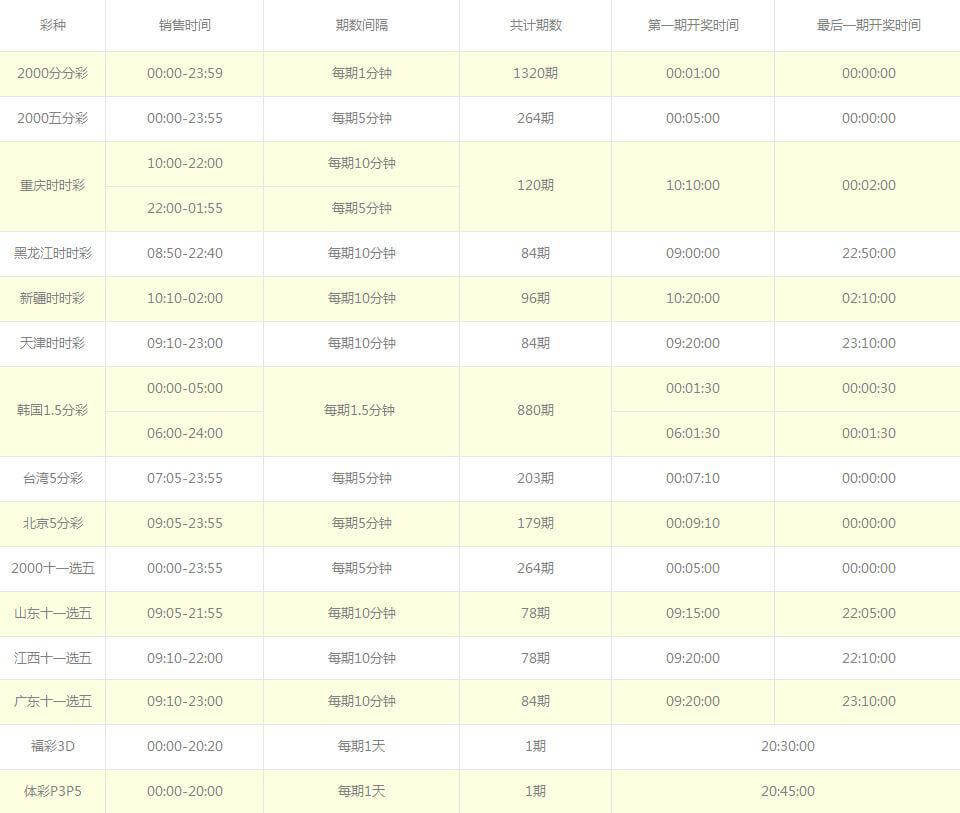 彩种 销售时间 期数间隔 共计期数 第一期开奖时间 最后一期开奖时间
2000分分彩 00:00-23:59 每期1分钟 1320期 00:01:00 00:00:00
2000五分彩 00:00-23:55 每期5分钟 264期 00:05:00 00:00:00
10:00-22:00 每期10分钟
重庆时时彩 120期 10:10:00 00:02:00
22:00-01:55 每期5分钟
黑龙江时时彩 08:50-22:40 每期10分钟 84期 09:00:00 22:50:00
新疆时时彩 10:10-02:00 每期10分钟 96期 10:20:00 02:10:00
天津时时彩 09:10-23:00 每期10分钟 84期 09:20:00 23:10:00
00:00-05:00 00:01:30 00:00:30
韩国1.5分彩 每期1.5分钟 880期
06:00-24:00 06:01:30 00:01:30
台湾5分彩 07:05-23:55 每期5分钟 203期 00:07:10 00:00:00
北京5分彩 09:05-23:55 每期5分钟 179期 00:09:10 00:00:00
2000十一选五 00:00-23:55 每期5分钟 264期 00:05:00 00:00:00
山东十一选五 09:05-21:55 每期10分钟 78期 09:15:00 22:05:00
江西十一选五 09:10-22:00 每期10分钟 78期 09:20:00 22:10:00
广东十一选五 09:10-23:00 每期10分钟 84期 09:20:00 23:10:00
福彩3D 00:00-20:20 每期1天 1期 20:30:00
体彩P3P5 00:00-20:00 每期1天 1期 20:45:00